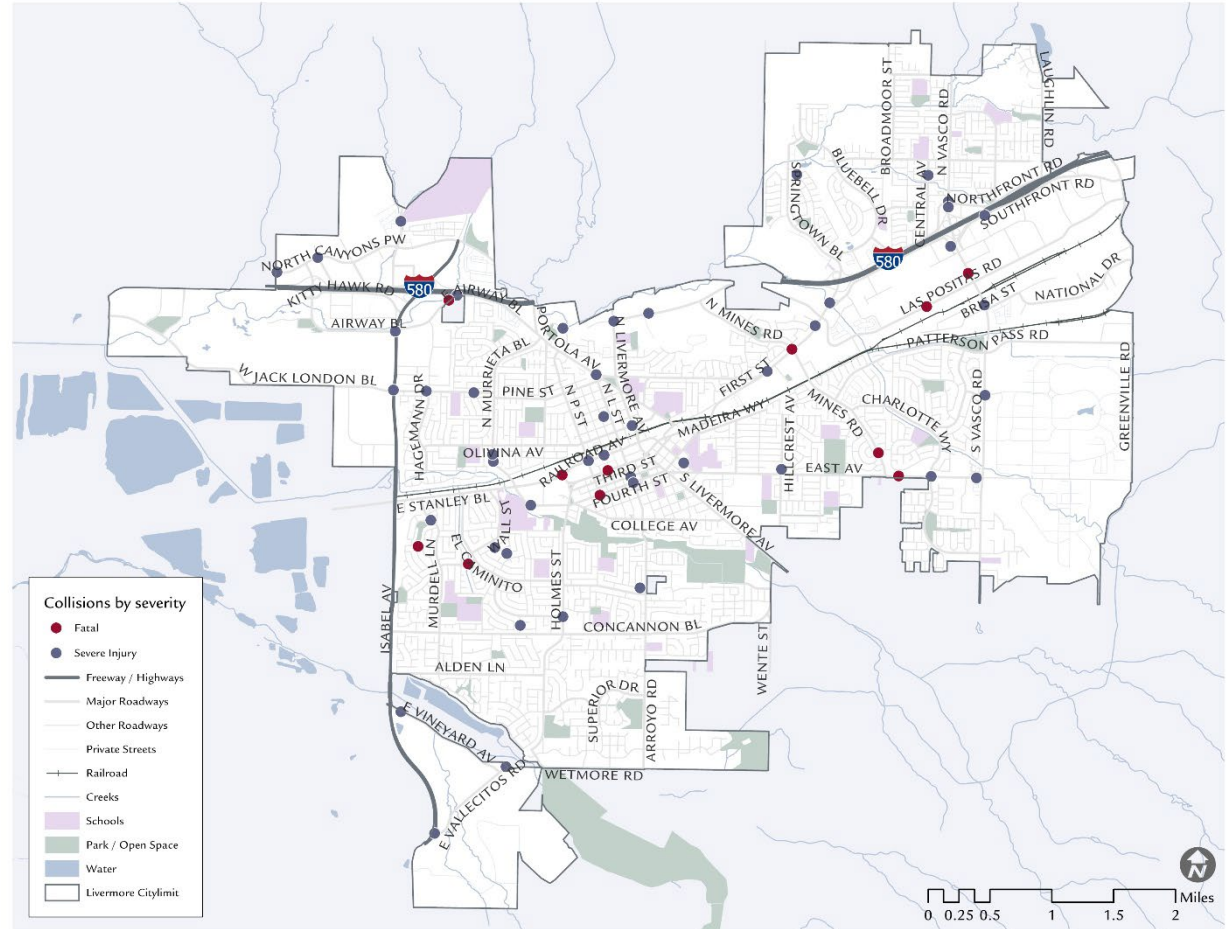 LAUGHLIN RD
BROADMOOR ST
N VASCO RD
BLUEBELL DR
SPRINGTOWN BL
CENTRAL AV
NORTHFRONT RD
SOUTHFRONT RD
580
NORTH CANYONS PW
KITTY HAWK RD
580
E AIRWAY BL
AIRWAY BL
LAS POSITAS RD
BRISA ST
NATIONAL DR
PORTOLA AV
N LIVERMORE AV
N MINES RD
PATTERSON PASS RD
N MURRIETA BL
W JACK LONDON BL
HAGEMANN DR
PINE ST
N P ST
N L ST
FIRST ST
MADEIRA WY
MINES RD
CHARLOTTE WY
S VASCO RD
GREENVILLE RD
HILLCREST AV
OLIVINA AV
RAILROAD AV
THIRD ST
EAST AV
FOURTH ST
S LIVERMORE AV
E STANLEY BL
WALL ST
COLLEGE AV
EL CAMINITO
MURDELL LN
HOLMES ST
ISABEL AV
CONCANNON BL
WENTE ST
ALDEN LN
SUPERIOR DR
ARROYO RD
E VINEYARD AV
WETMORE RD
E VALLECITOS RD
Collisions by severity
Fatal
Severe Injury
Freeway / Highways
Major Roadways
Other Roadways
Private Streets
Railroad
Creeks
Schools
Park / Open Space
Water
Livermore Citylimit
N
Miles
0 0.25 0.5 1 1.5 2